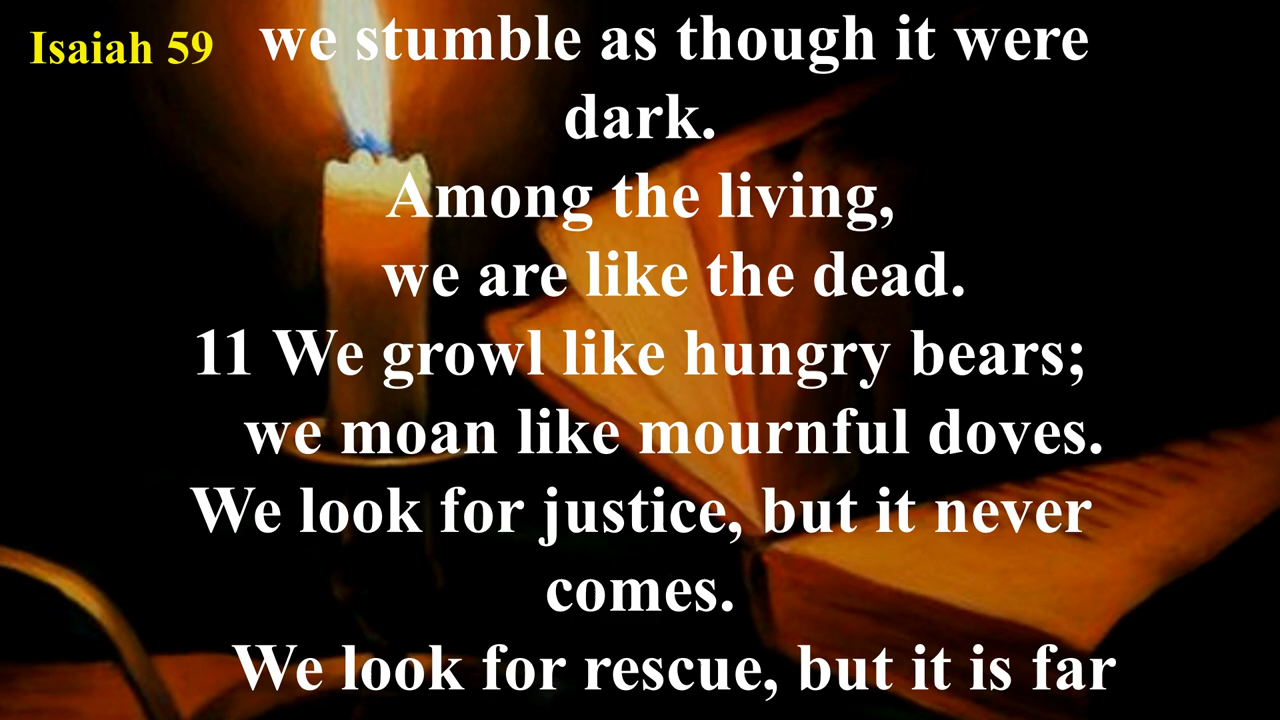 Isaiah 59
we stumble as though it were
dark.
Among the living,
we are like the dead.
11 We growl like hungry bears;
we moan like mournful doves.
We look for justice, but it never
comes.
We look for rescue, but it is far